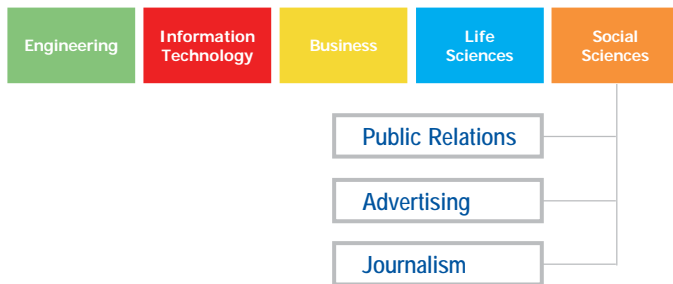 Engineering
Information
Technology
Business
Life
Sciences
Social
Sciences
Public Relations
Advertising
Journalism